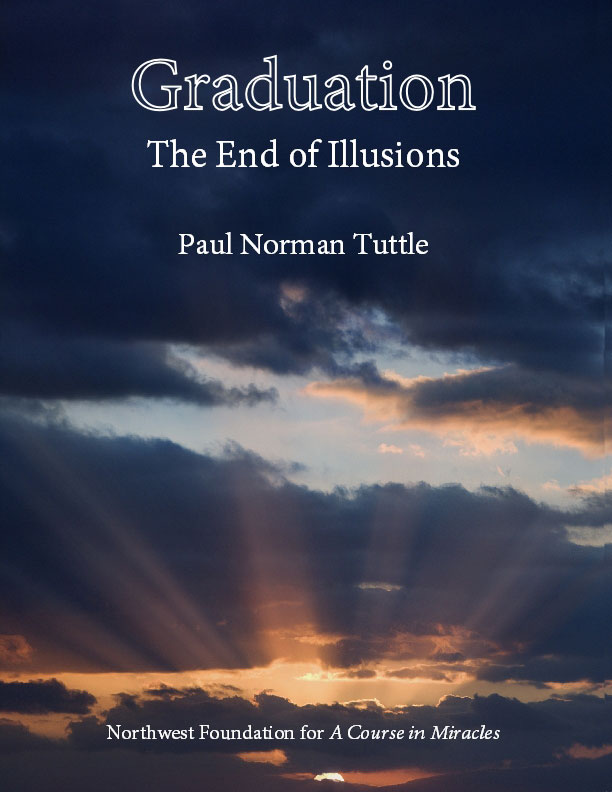 Graduation
The End of Illusions
Paul Norman Tuttle
Northwest Foundation for A Course in Miracles